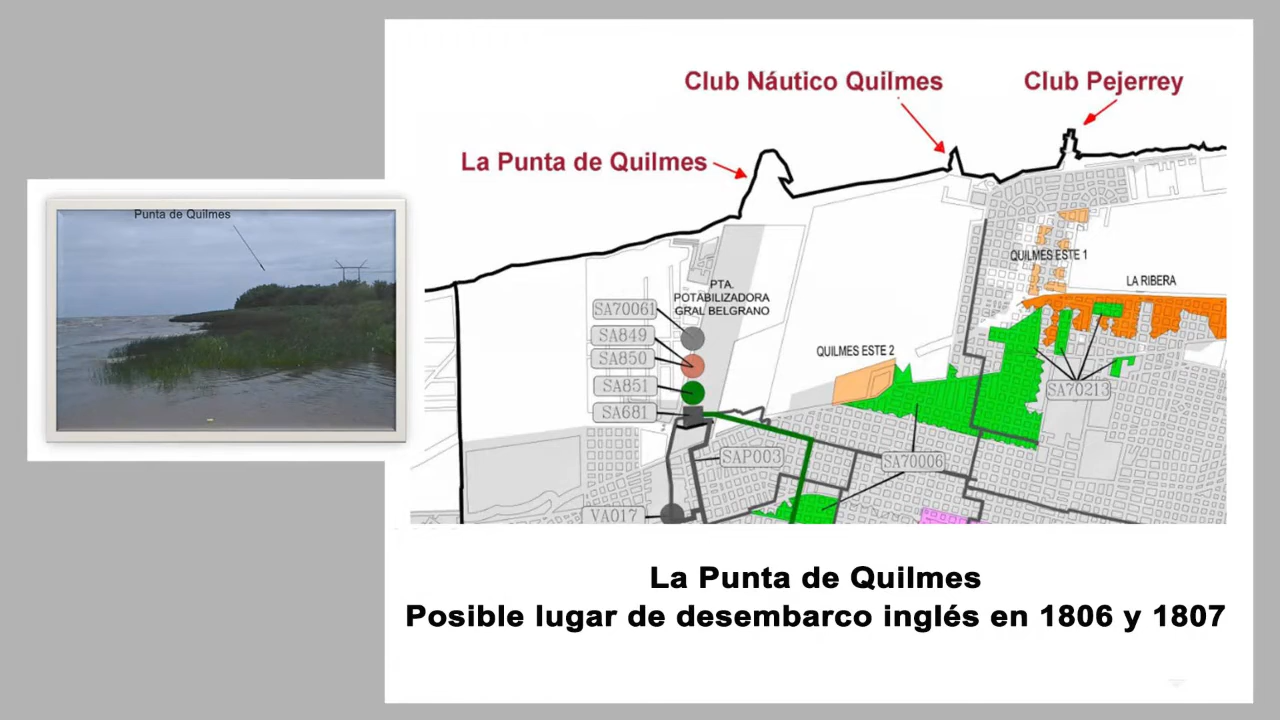 Punta de Quilmes
Club Náutico Quilmes
Club Pejerrey
La Punta de Quilmes
QUILMES ESTE 1
LA RIBERA
PTA.
POTABILIZADORA
GRAL BELGRANO
SA70061
SA849
SA850
SA851
SA681
QUILMES ESTE 2
SA70213
SAP003
SA70006
VA017
La Punta de Quilmes
Posible lugar de desembarco inglés en 1806 y 1807